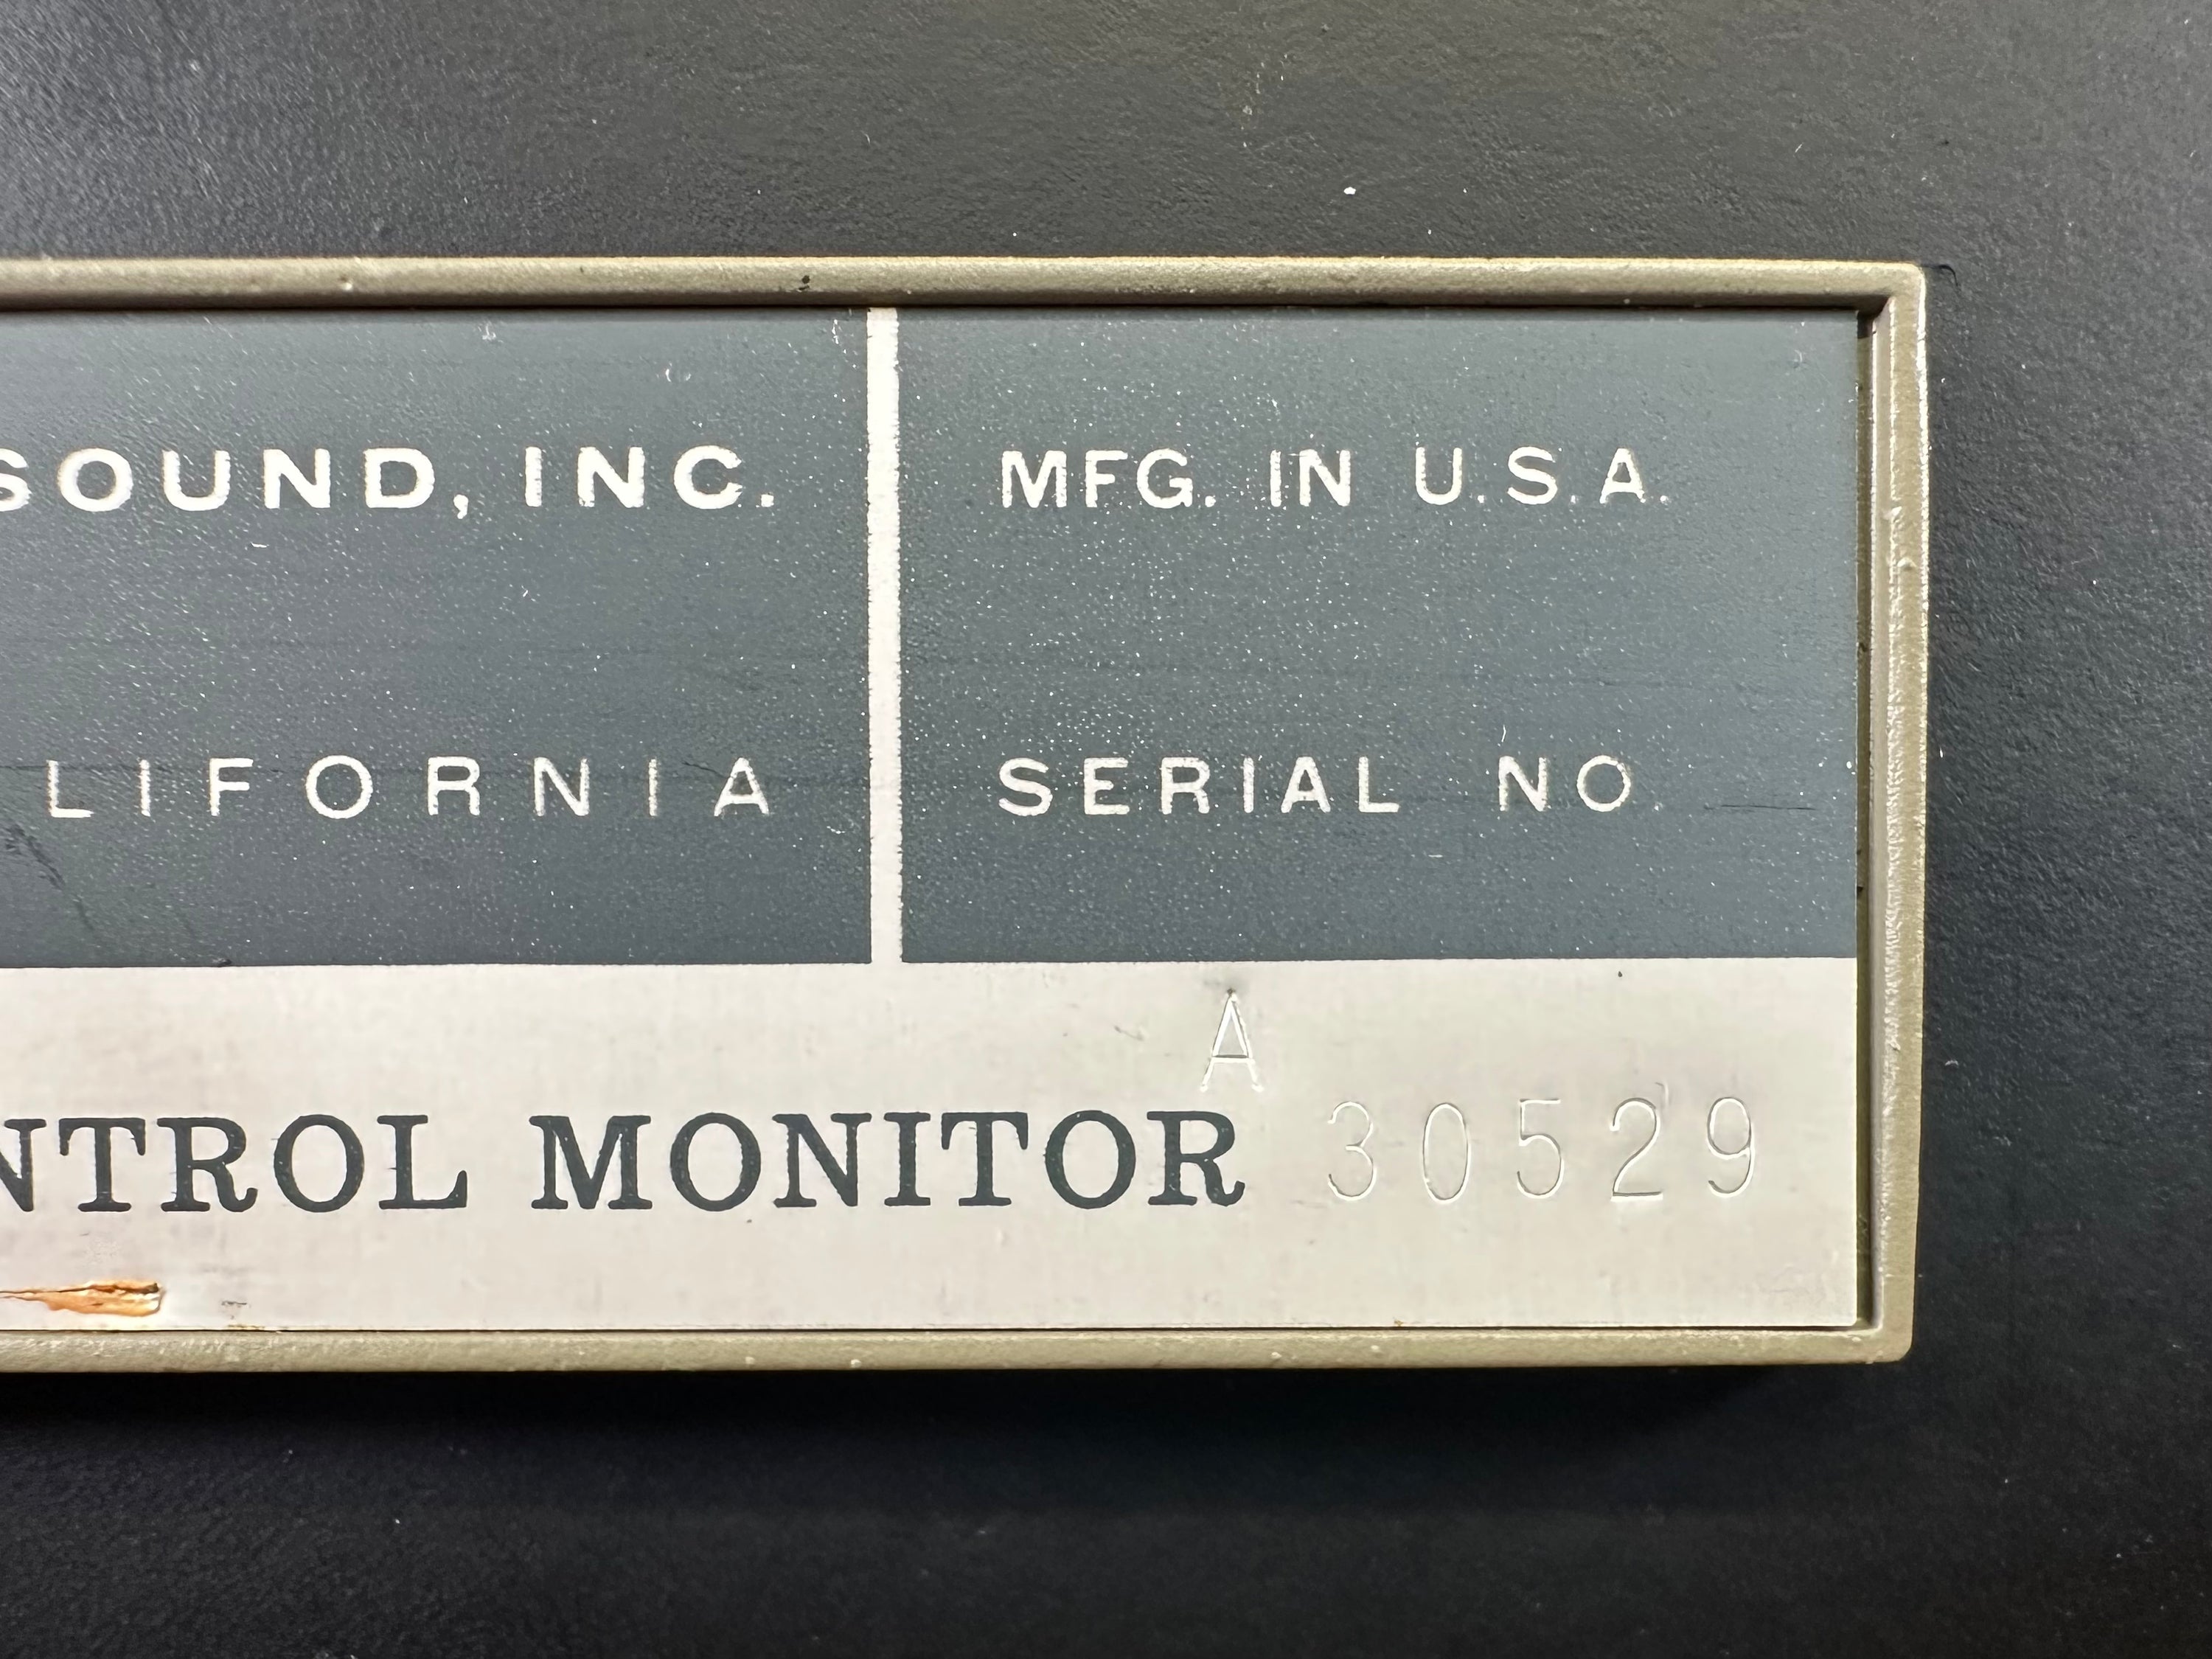 SOUND, INC.
LIFORNIA
MFG. IN U.S.A.
SERIAL NO
A
NTROL MONITOR 30529